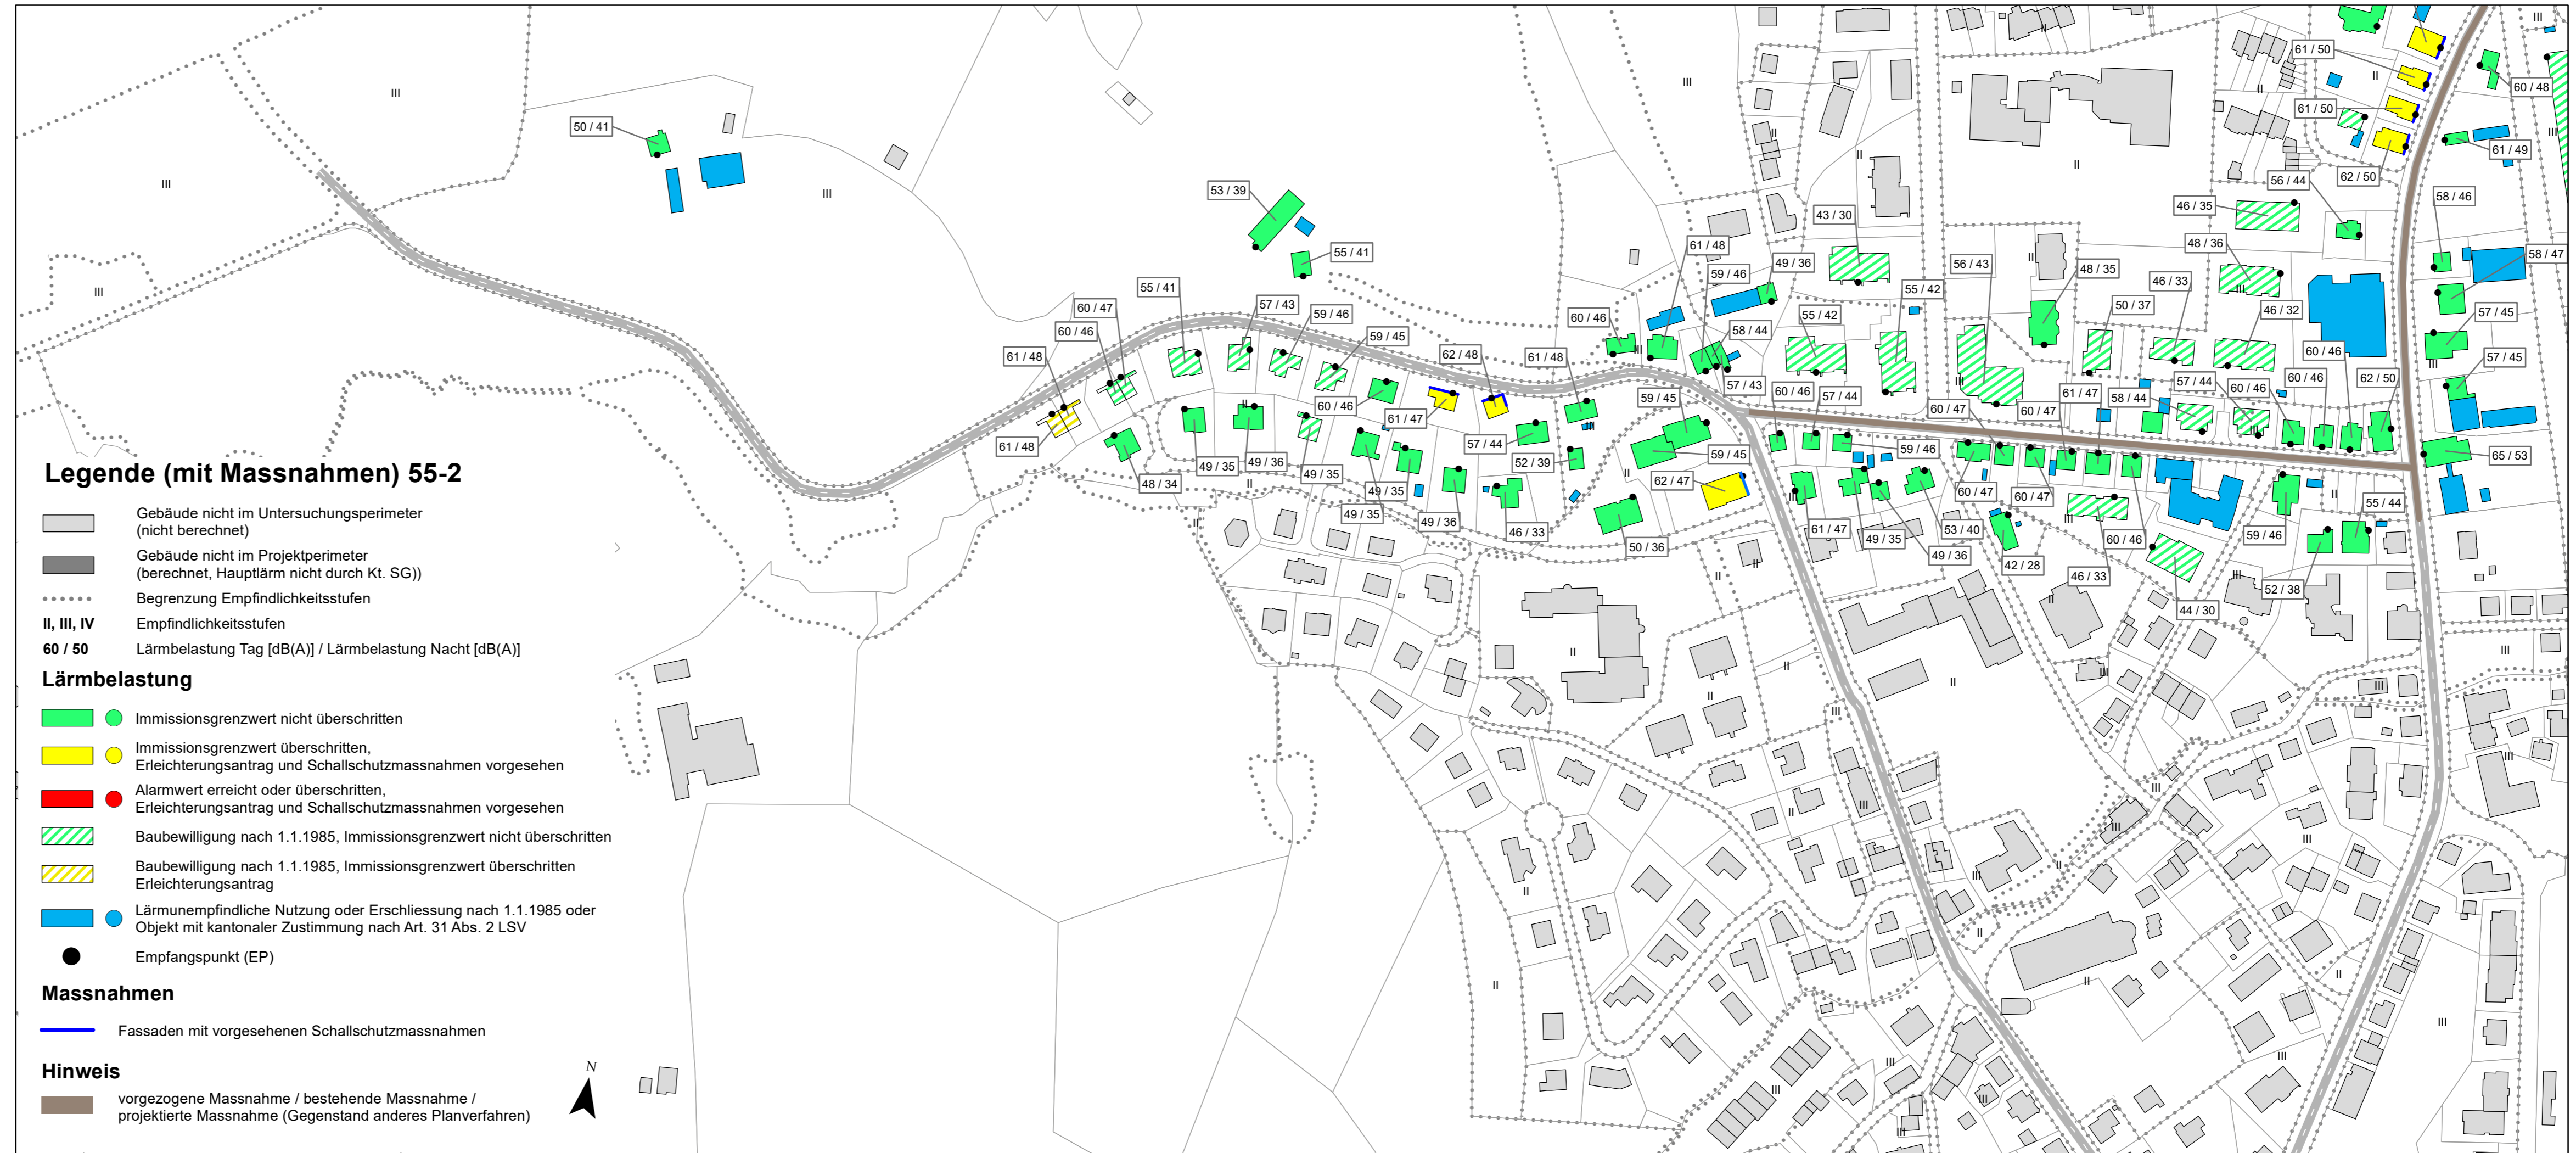 Legende (mit Massnahmen) 55-2
Gebäude nicht im Untersuchungsperimeter
(nicht berechnet)
Gebäude nicht im Projektperimeter
(berechnet, Hauptlärm nicht durch Kt. SG))
Begrenzung Empfindlichkeitsstufen
II, III, IV Empfindlichkeitsstufen
60 / 50 Lärmbelastung Tag [dB(A)] / Lärmbelastung Nacht [dB(A)]
Lärmbelastung
Immissionsgrenzwert nicht überschritten
Immissionsgrenzwert überschritten,
Erleichterungsantrag und Schallschutzmassnahmen vorgesehen
Alarmwert erreicht oder überschritten,
Erleichterungsantrag und Schallschutzmassnahmen vorgesehen
Baubewilligung nach 1.1.1985, Immissionsgrenzwert nicht überschritten
Baubewilligung nach 1.1.1985, Immissionsgrenzwert überschritten
Erleichterungsantrag
Lärmunempfindliche Nutzung oder Erschliessung nach 1.1.1985 oder
Objekt mit kantonaler Zustimmung nach Art. 31 Abs. 2 LSV
Empfangspunkt (EP)
Massnahmen
Fassaden mit vorgesehenen Schallschutzmassnahmen
Hinweis
vorgezogene Massnahme / bestehende Massnahme /
projektierte Massnahme (Gegenstand anderes Planverfahren)
N
III
III
III
III
50 / 41
53 / 39
55 / 41
55 / 41
60 / 47
60 / 46
61 / 48
61 / 48
57 / 43
59 / 46
59 / 45
62 / 48
61 / 48
60 / 46
61 / 48
59 / 46
49 / 36
58 / 44
57 / 43
60 / 46
61 / 47
57 / 44
52 / 39
59 / 45
59 / 45
62 / 47
48 / 34
49 / 35
49 / 36
49 / 35
49 / 35
49 / 35
49 / 36
46 / 33
50 / 36
43 / 30
55 / 42
55 / 42
56 / 43
48 / 35
50 / 37
46 / 33
48 / 36
46 / 35
56 / 44
46 / 32
60 / 46
57 / 44
60 / 47
60 / 47
61 / 47
58 / 44
57 / 44
60 / 46
60 / 46
60 / 46
62 / 50
59 / 46
61 / 47
49 / 35
49 / 36
53 / 40
60 / 47
60 / 47
42 / 28
46 / 33
60 / 46
44 / 30
59 / 46
52 / 38
55 / 44
61 / 50
61 / 50
62 / 50
60 / 48
61 / 49
58 / 46
58 / 47
57 / 45
57 / 45
65 / 53
III
II
II
II
II
III
III
II
II
III